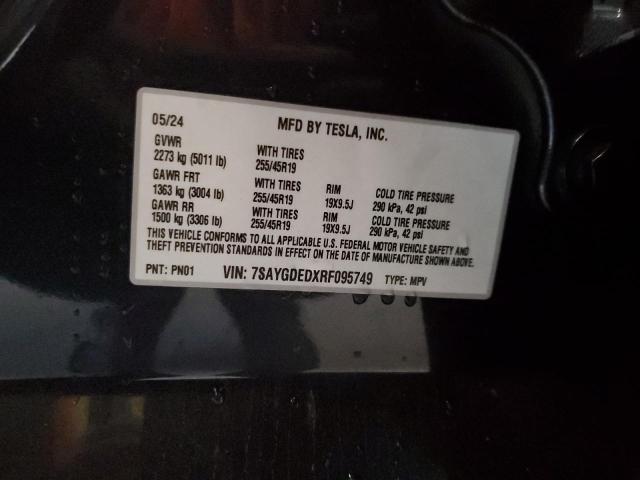 05/24 MFD BY TESLA, INC.
GVWR
2273 kg (5011 lb) WITH TIRES 255/45R19
GAWR FRT
1363 kg (3004 lb) WITH TIRES 255/45R19 RIM 19X9.5J COLD TIRE PRESSURE 290 kPa, 42 psi
GAWR RR
1500 kg (3306 lb) WITH TIRES 255/45R19 RIM 19X9.5J COLD TIRE PRESSURE 290 kPa, 42 psi
THIS VEHICLE CONFORMS TO ALL APPLICABLE U.S. FEDERAL MOTOR VEHICLE SAFETY AND
THEFT PREVENTION STANDARDS IN EFFECT ON THE DATE OF MANUFACTURE SHOWN ABOVE.
PNT: PN01 VIN: 7SAYGDEDXRF095749 TYPE: MPV